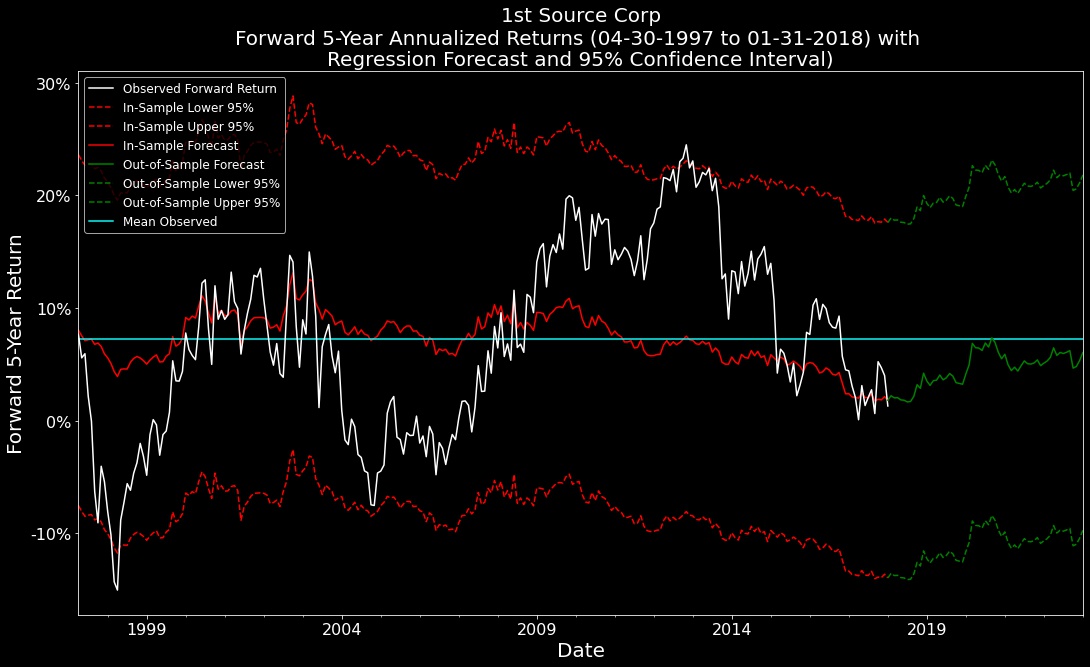 1st Source Corp
Forward 5-Year Annualized Returns (04-30-1997 to 01-31-2018) with
Regression Forecast and 95% Confidence Interval)
30%
20%
10%
0%
-10%
Forward 5-Year Return
Observed Forward Return
In-Sample Lower 95%
In-Sample Upper 95%
In-Sample Forecast
Out-of-Sample Forecast
Out-of-Sample Lower 95%
Out-of-Sample Upper 95%
Mean Observed
1999
2004
2009
2014
2019
Date